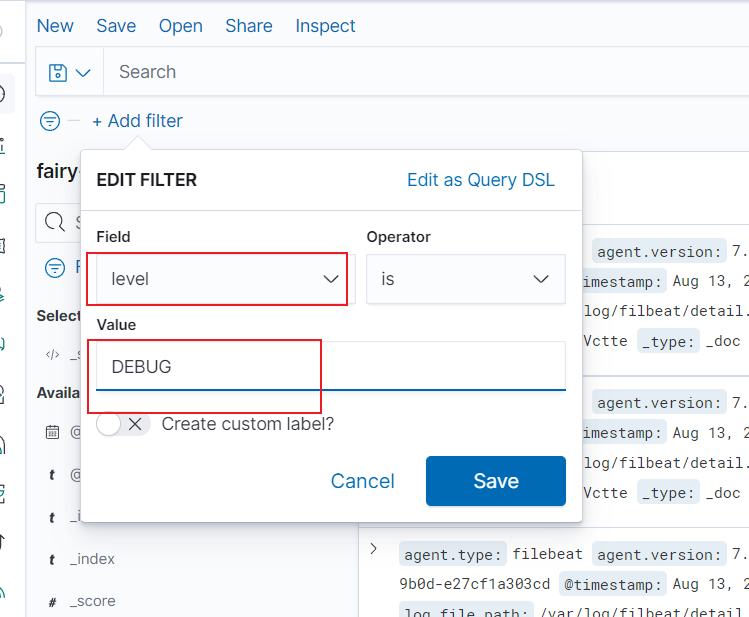 New Save Open Share Inspect
Search
+ Add filter
fairy-
EDIT FILTER
Edit as Query DSL
Field
Operator
level
is
Value
DEBUG
Create custom label?
Cancel
Save
Select
Availa
_index
_score
agent.version: 7.
imestamp: Aug 13, 2
log/filbeat/detail.
Vctte _type: _doc
agent.version: 7.
imestamp: Aug 13, 2
log/filbeat/detail.
Vctte _type: _doc
agent.type: filebeat agent.version: 7.
9b0d-e27cf1a303cd @timestamp: Aug 13, 2
log.file.path: /var/log/filbeat/detail